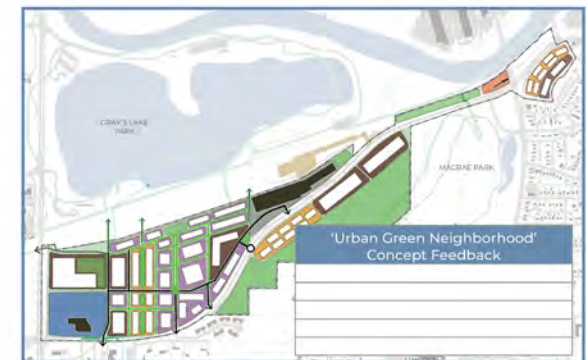 GRAY'S LAKE
PARK
MACRAE PARK
'Urban Green Neighborhood'
Concept Feedback